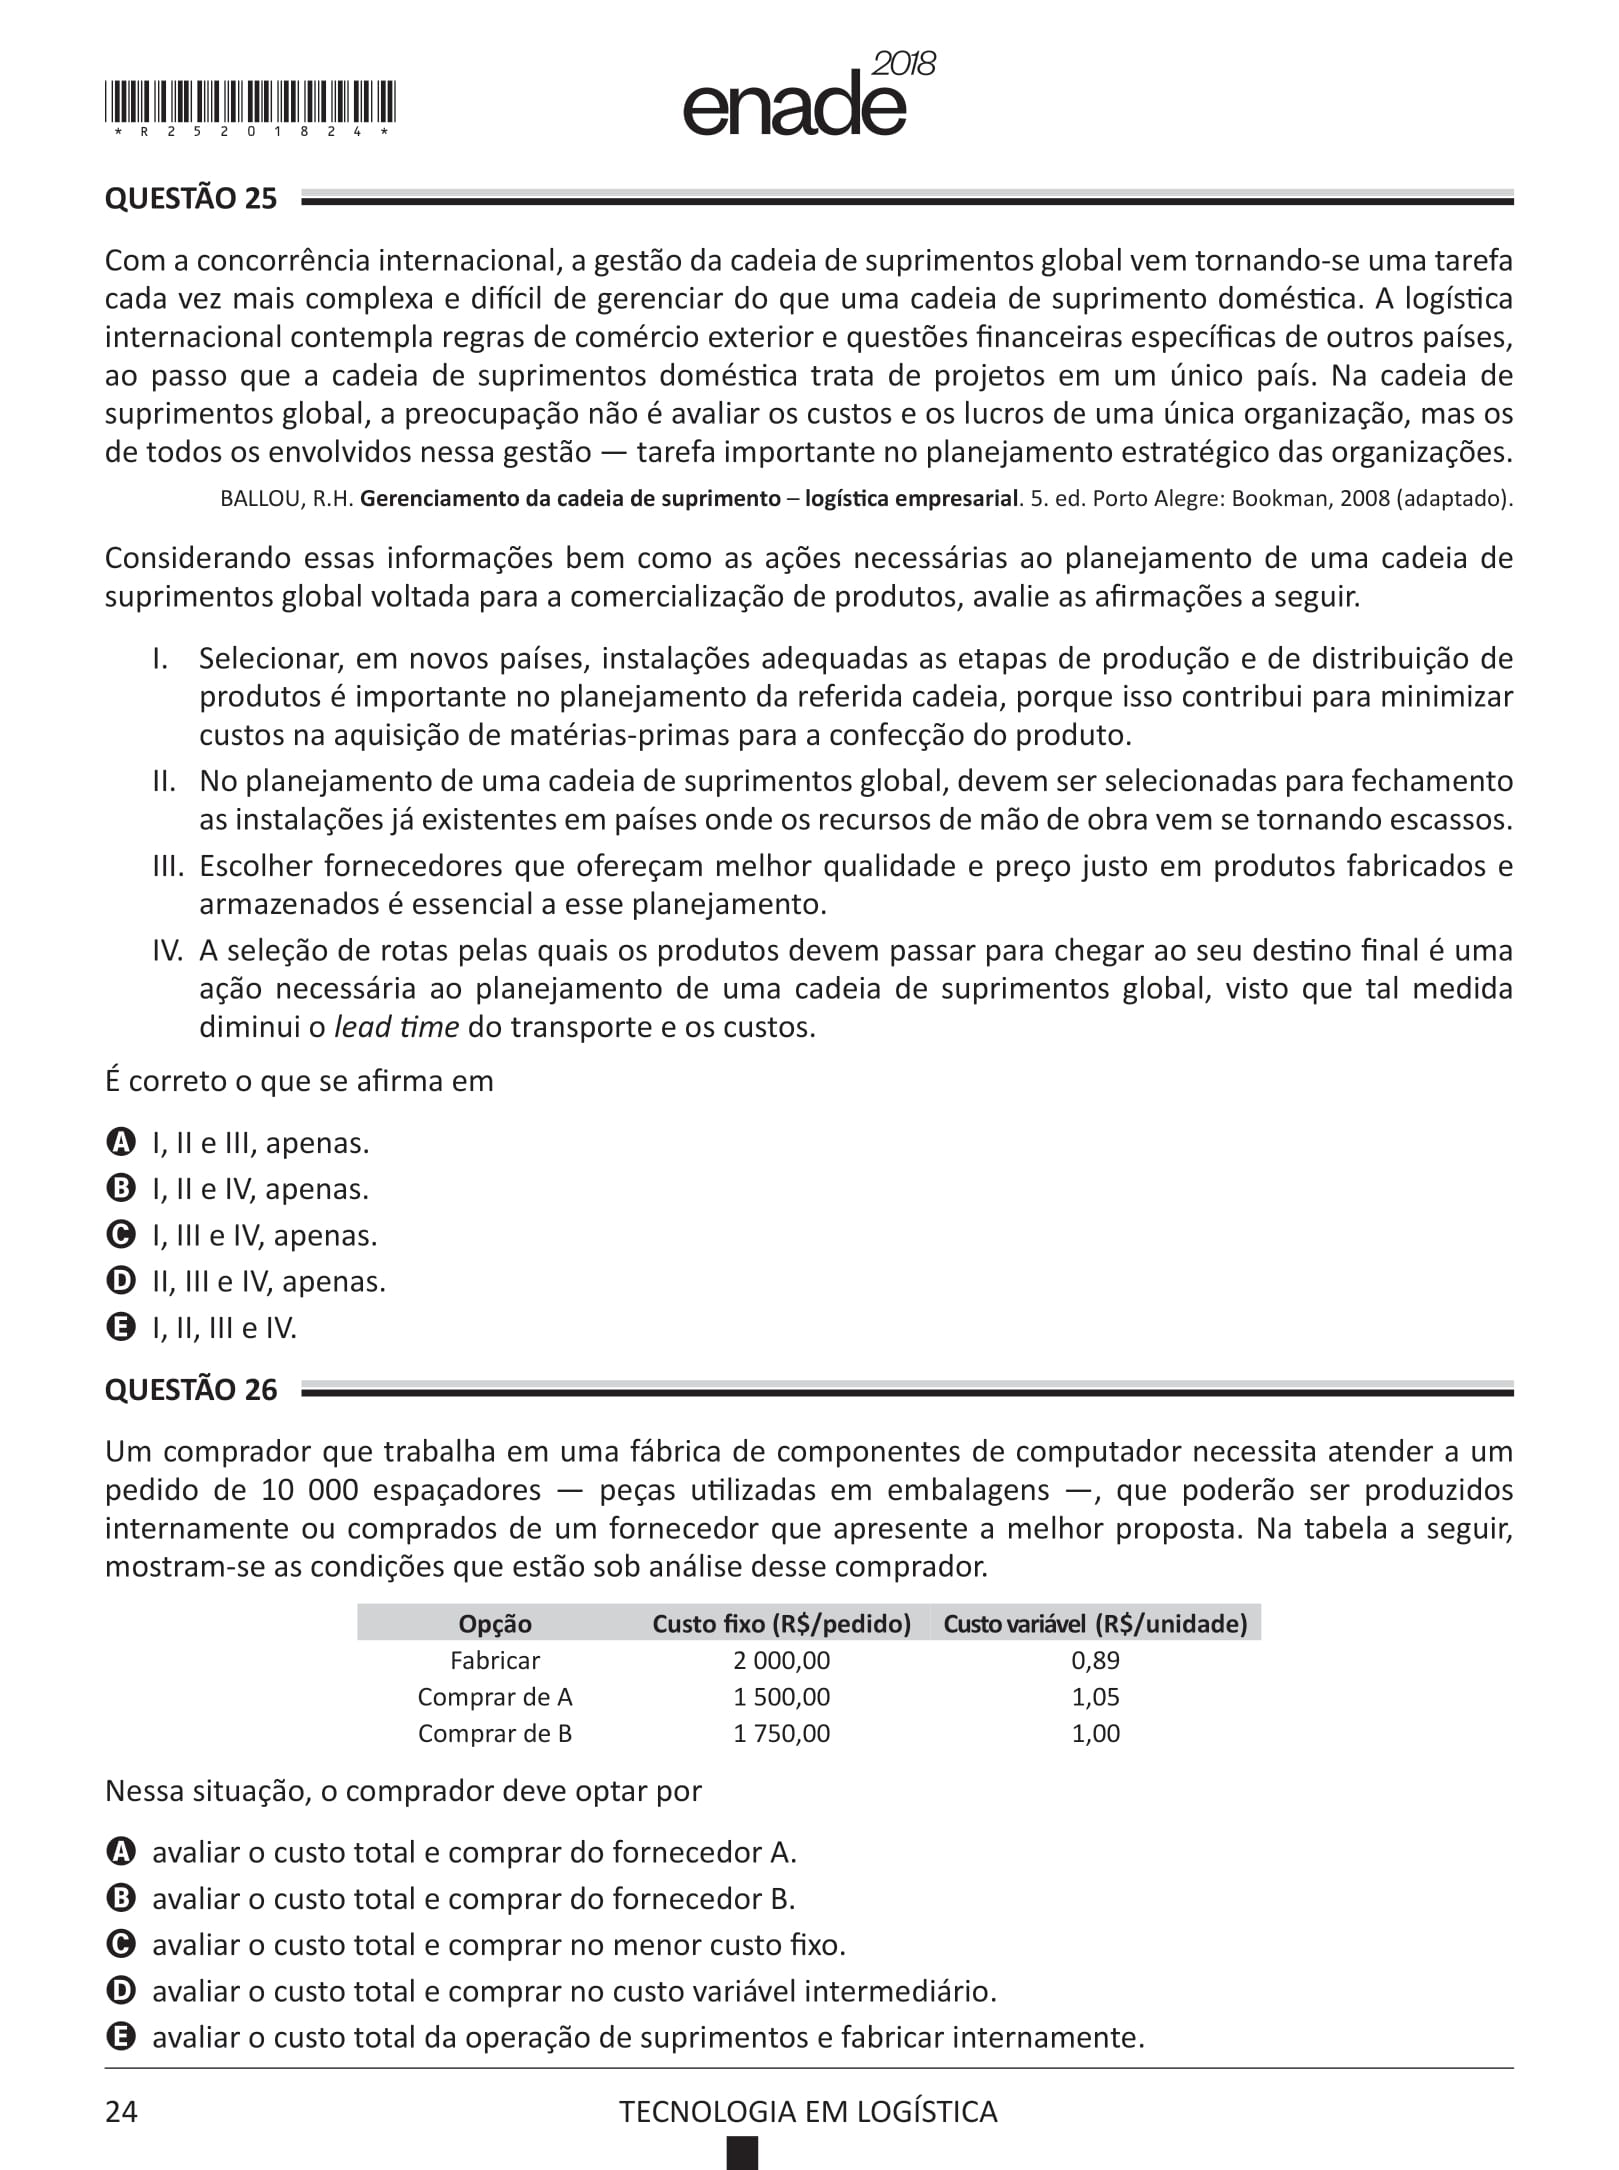 * R 2 5 2 0 1 8 2 4 *
enade 2018
QUESTÃO 25
Com a concorrência internacional, a gestão da cadeia de suprimentos global vem tornando-se uma tarefa
cada vez mais complexa e difícil de gerenciar do que uma cadeia de suprimento doméstica. A logística
internacional contempla regras de comércio exterior e questões financeiras específicas de outros países,
ao passo que a cadeia de suprimentos doméstica trata de projetos em um único país. Na cadeia de
suprimentos global, a preocupação não é avaliar os custos e os lucros de uma única organização, mas os
de todos os envolvidos nessa gestão — tarefa importante no planejamento estratégico das organizações.
BALLOU, R.H. Gerenciamento da cadeia de suprimento – logística empresarial. 5. ed. Porto Alegre: Bookman, 2008 (adaptado).
Considerando essas informações bem como as ações necessárias ao planejamento de uma cadeia de
suprimentos global voltada para a comercialização de produtos, avalie as afirmações a seguir.
I. Selecionar, em novos países, instalações adequadas as etapas de produção e de distribuição de
produtos é importante no planejamento da referida cadeia, porque isso contribui para minimizar
custos na aquisição de matérias-primas para a confecção do produto.
II. No planejamento de uma cadeia de suprimentos global, devem ser selecionadas para fechamento
as instalações já existentes em países onde os recursos de mão de obra vem se tornando escassos.
III. Escolher fornecedores que ofereçam melhor qualidade e preço justo em produtos fabricados e
armazenados é essencial a esse planejamento.
IV. A seleção de rotas pelas quais os produtos devem passar para chegar ao seu destino final é uma
ação necessária ao planejamento de uma cadeia de suprimentos global, visto que tal medida
diminui o lead time do transporte e os custos.
É correto o que se afirma em
A I, II e III, apenas.
B I, II e IV, apenas.
C I, III e IV, apenas.
D II, III e IV, apenas.
E I, II, III e IV.
QUESTÃO 26
Um comprador que trabalha em uma fábrica de componentes de computador necessita atender a um
pedido de 10 000 espaçadores — peças utilizadas em embalagens —, que poderão ser produzidos
internamente ou comprados de um fornecedor que apresente a melhor proposta. Na tabela a seguir,
mostram-se as condições que estão sob análise desse comprador.
Opção Custo fixo (R$/pedido) Custo variável (R$/unidade)
Fabricar 2 000,00 0,89
Comprar de A 1 500,00 1,05
Comprar de B 1 750,00 1,00
Nessa situação, o comprador deve optar por
A avaliar o custo total e comprar do fornecedor A.
B avaliar o custo total e comprar do fornecedor B.
C avaliar o custo total e comprar no menor custo fixo.
D avaliar o custo total e comprar no custo variável intermediário.
E avaliar o custo total da operação de suprimentos e fabricar internamente.
24 TECNOLOGIA EM LOGÍSTICA